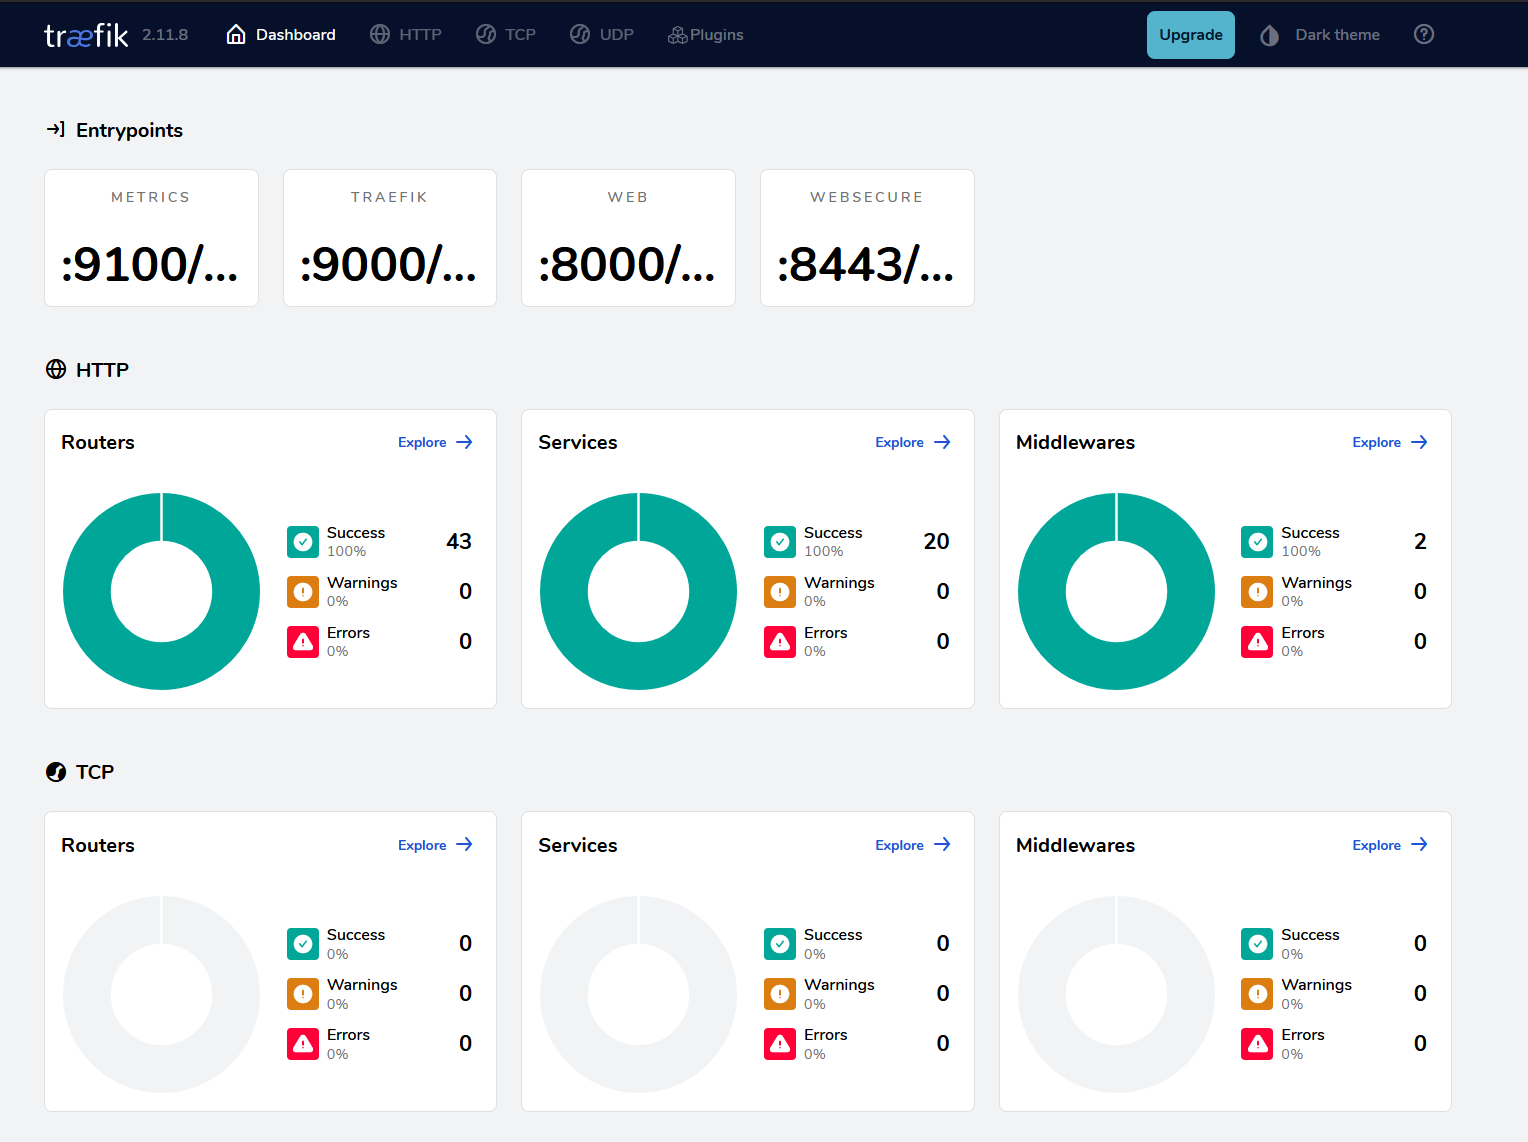 træfik 2.11.8 Dashboard HTTP TCP UDP Plugins Upgrade Dark theme
Entrypoints
METRICS TRAEFIK WEB WEBSECURE
:9100/... :9000/... :8000/... :8443/...
HTTP
Routers Explore Services Explore Middlewares Explore
Success 43 Success 20 Success 2
100% 100% 100%
Warnings 0 Warnings 0 Warnings 0
0% 0% 0%
Errors 0 Errors 0 Errors 0
0% 0% 0%
TCP
Routers Explore Services Explore Middlewares Explore
Success 0 Success 0 Success 0
0% 0% 0%
Warnings 0 Warnings 0 Warnings 0
0% 0% 0%
Errors 0 Errors 0 Errors 0
0% 0% 0%